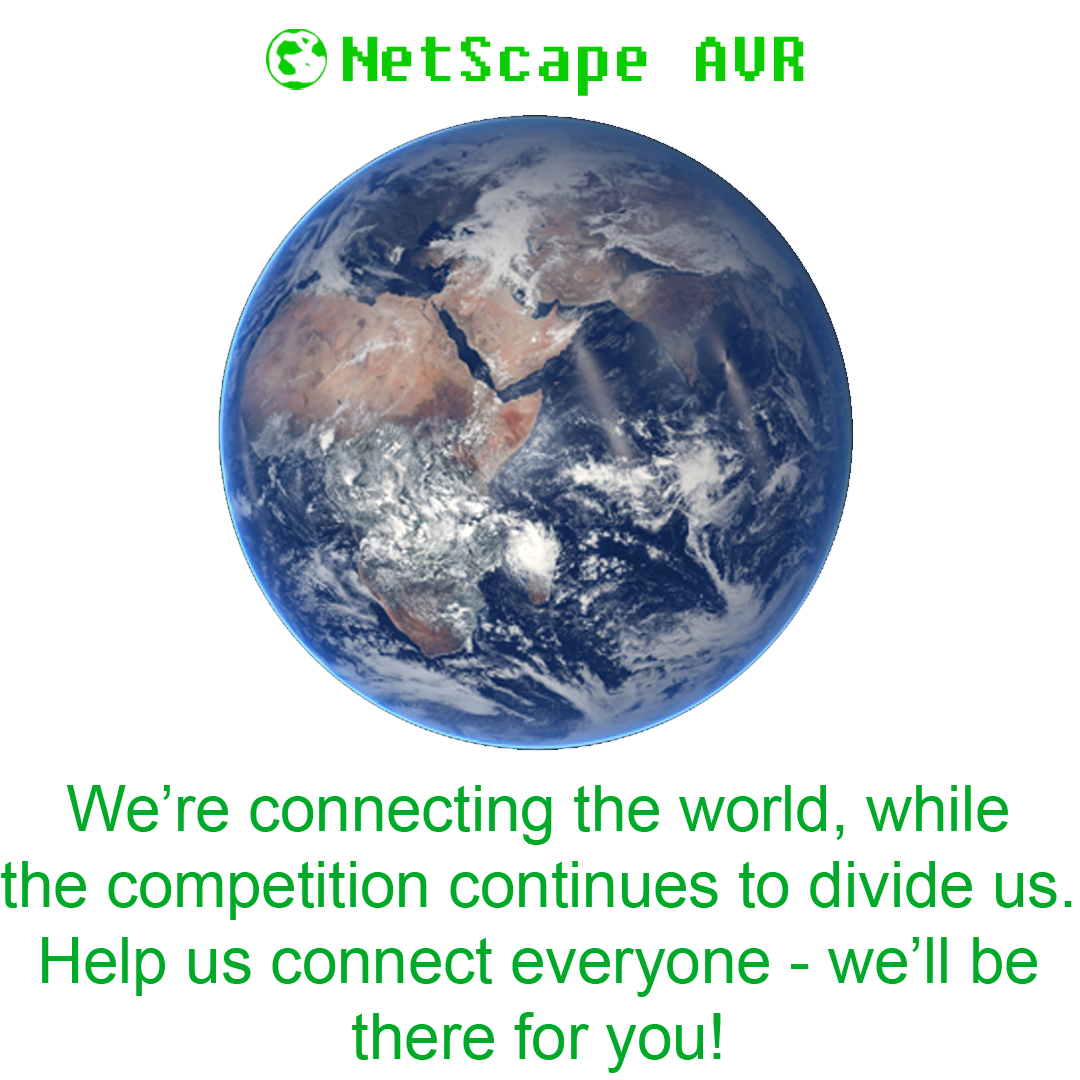 NetScape AVR
We’re connecting the world, while
the competition continues to divide us.
Help us connect everyone - we’ll be
there for you!